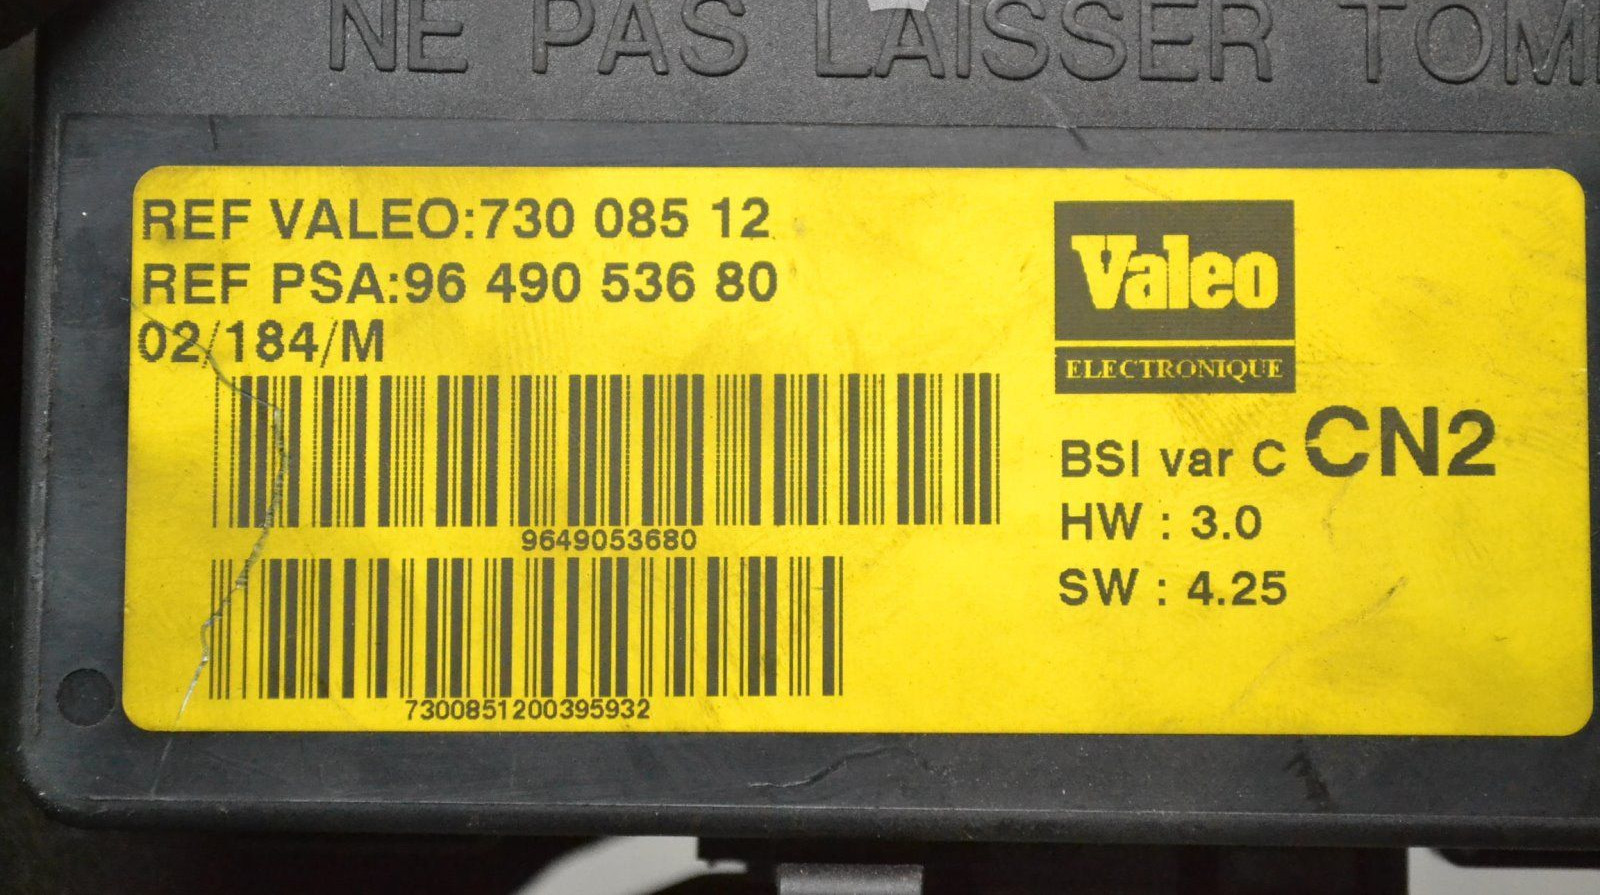 NE PAS LAISSER TOM
REF VALEO:730 085 12
REF PSA:96 490 536 80
02/184/M
9649053680
7300851200395932
Valeo
ELECTRONIQUE
BSI var C CN2
HW : 3.0
SW : 4.25